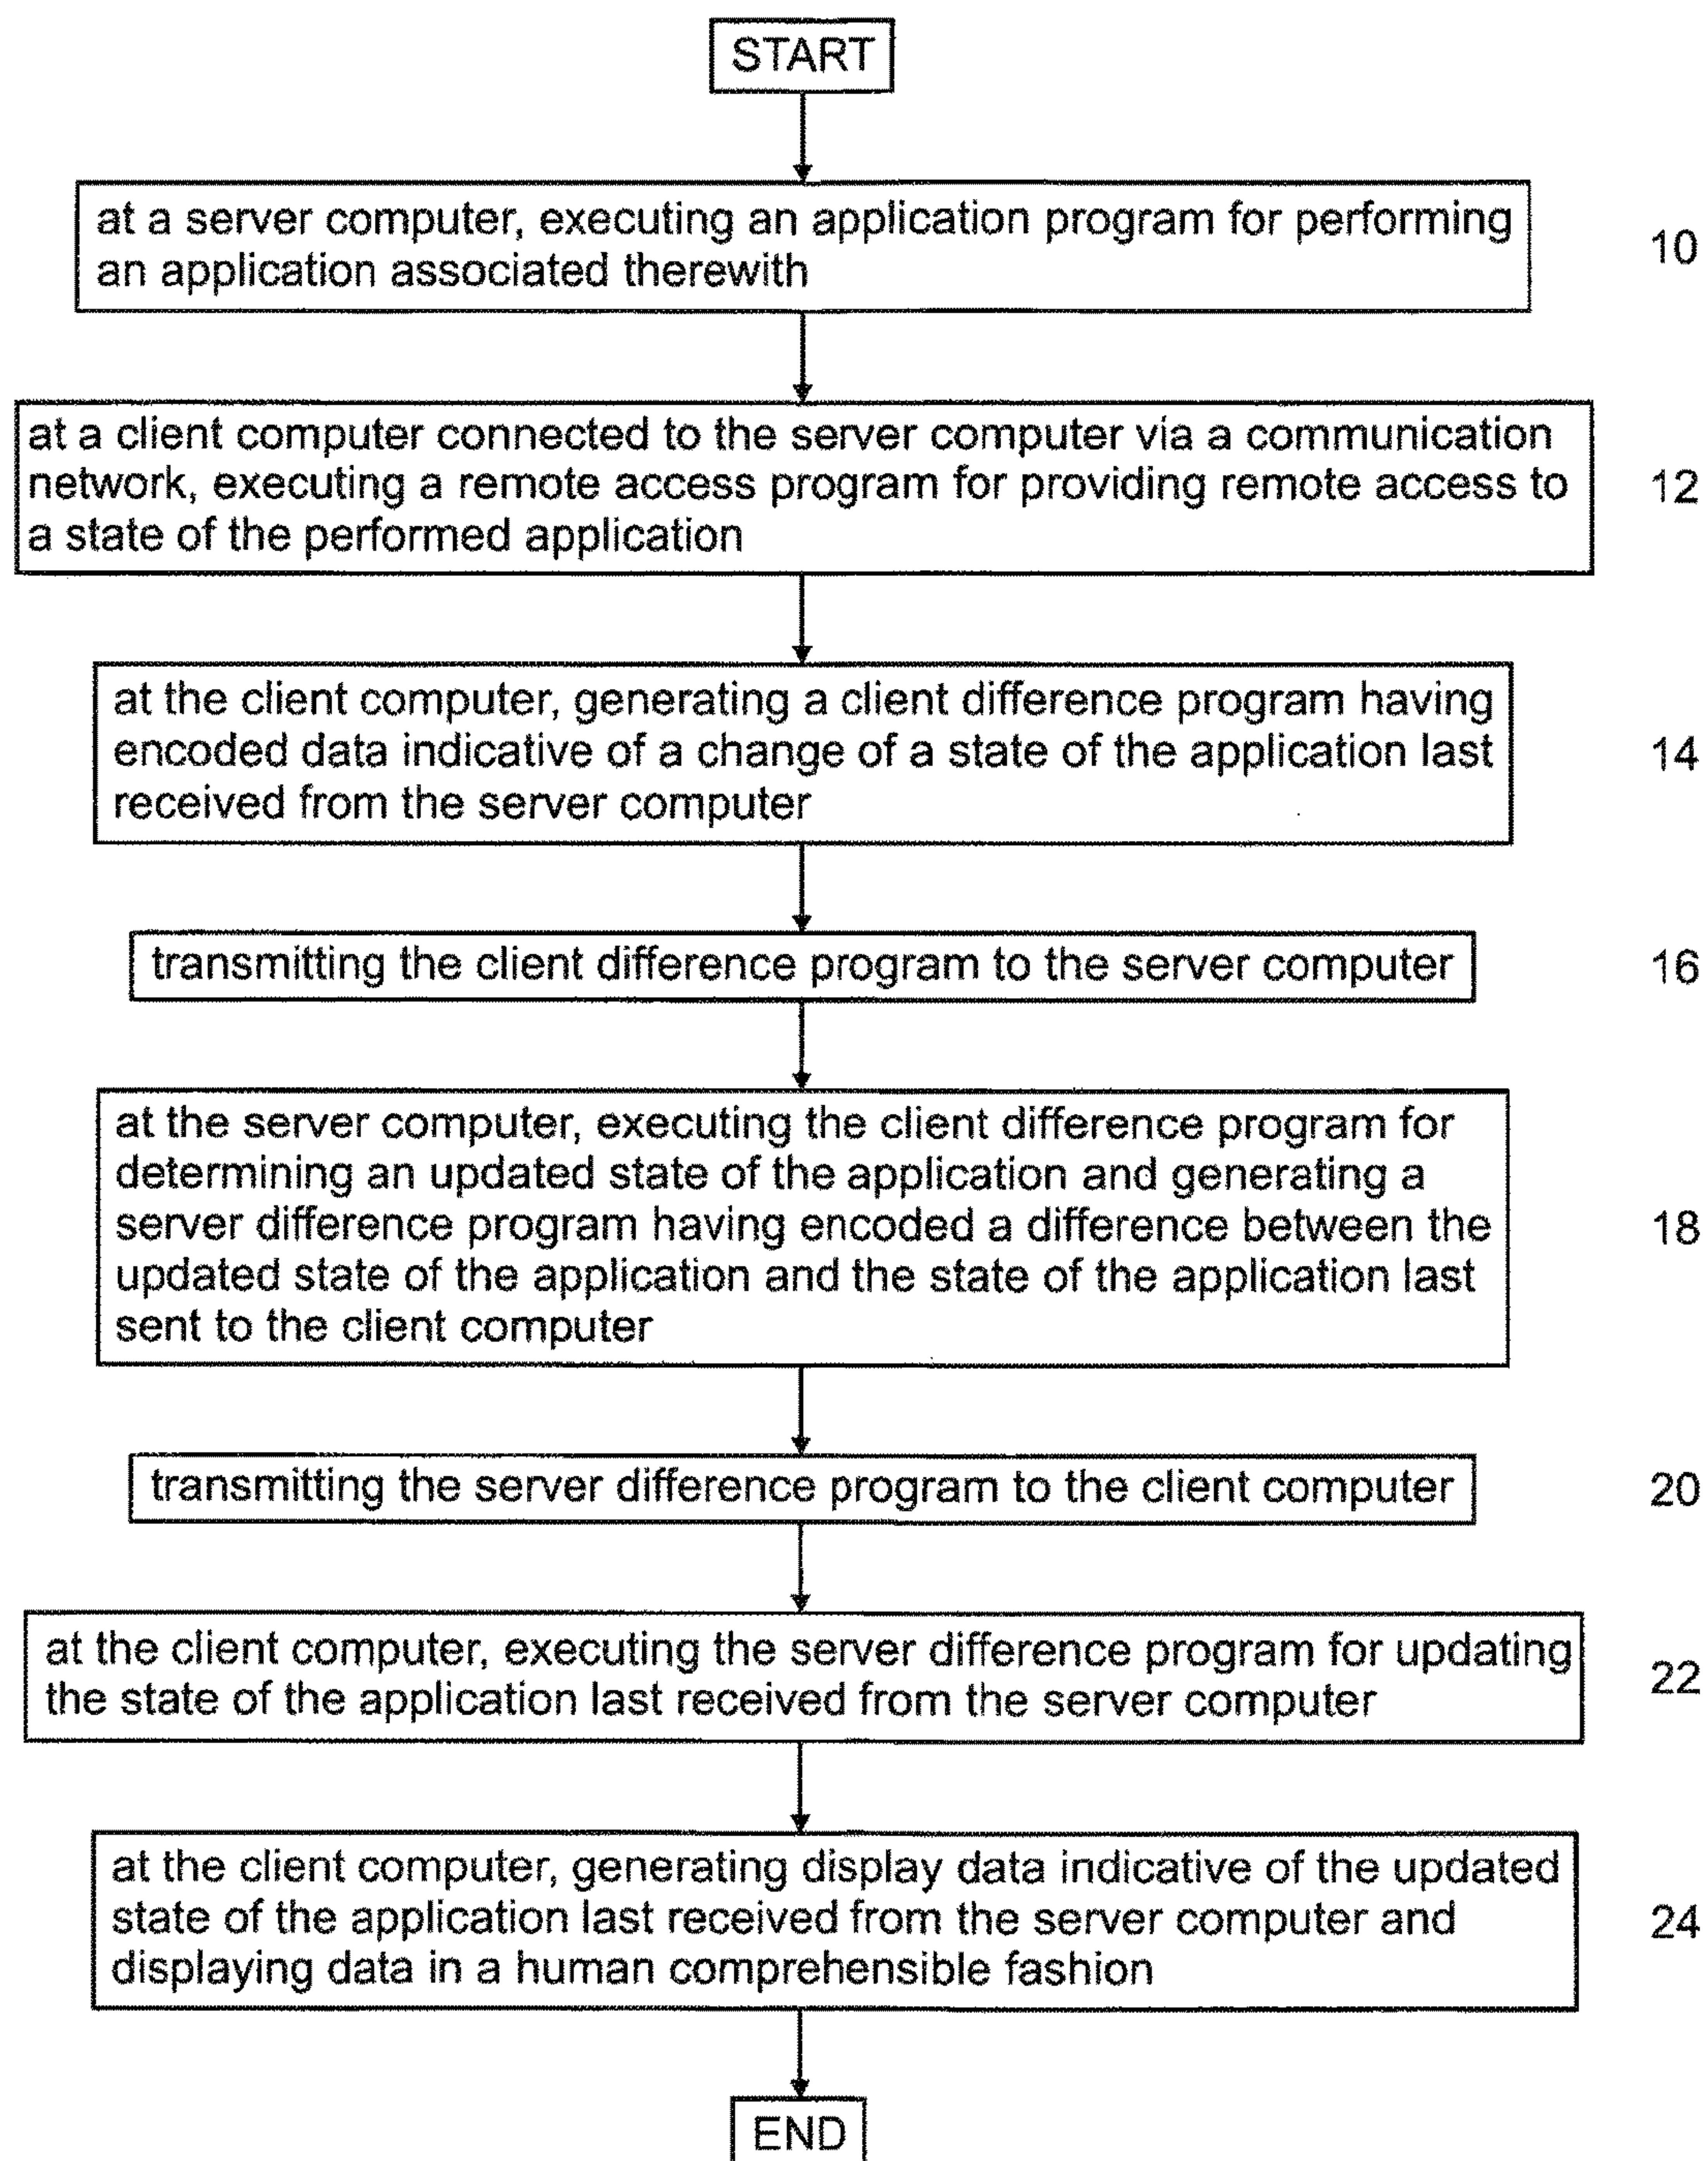 START
at a server computer, executing an application program for performing
an application associated therewith
10
at a client computer connected to the server computer via a communication
network, executing a remote access program for providing remote access to
a state of the performed application
12
at the client computer, generating a client difference program having
encoded data indicative of a change of a state of the application last
received from the server computer
14
transmitting the client difference program to the server computer
16
at the server computer, executing the client difference program for
determining an updated state of the application and generating a
server difference program having encoded a difference between the
updated state of the application and the state of the application last
sent to the client computer
18
transmitting the server difference program to the client computer
20
at the client computer, executing the server difference program for updating
the state of the application last received from the server computer
22
at the client computer, generating display data indicative of the updated
state of the application last received from the server computer and
displaying data in a human comprehensible fashion
24
END